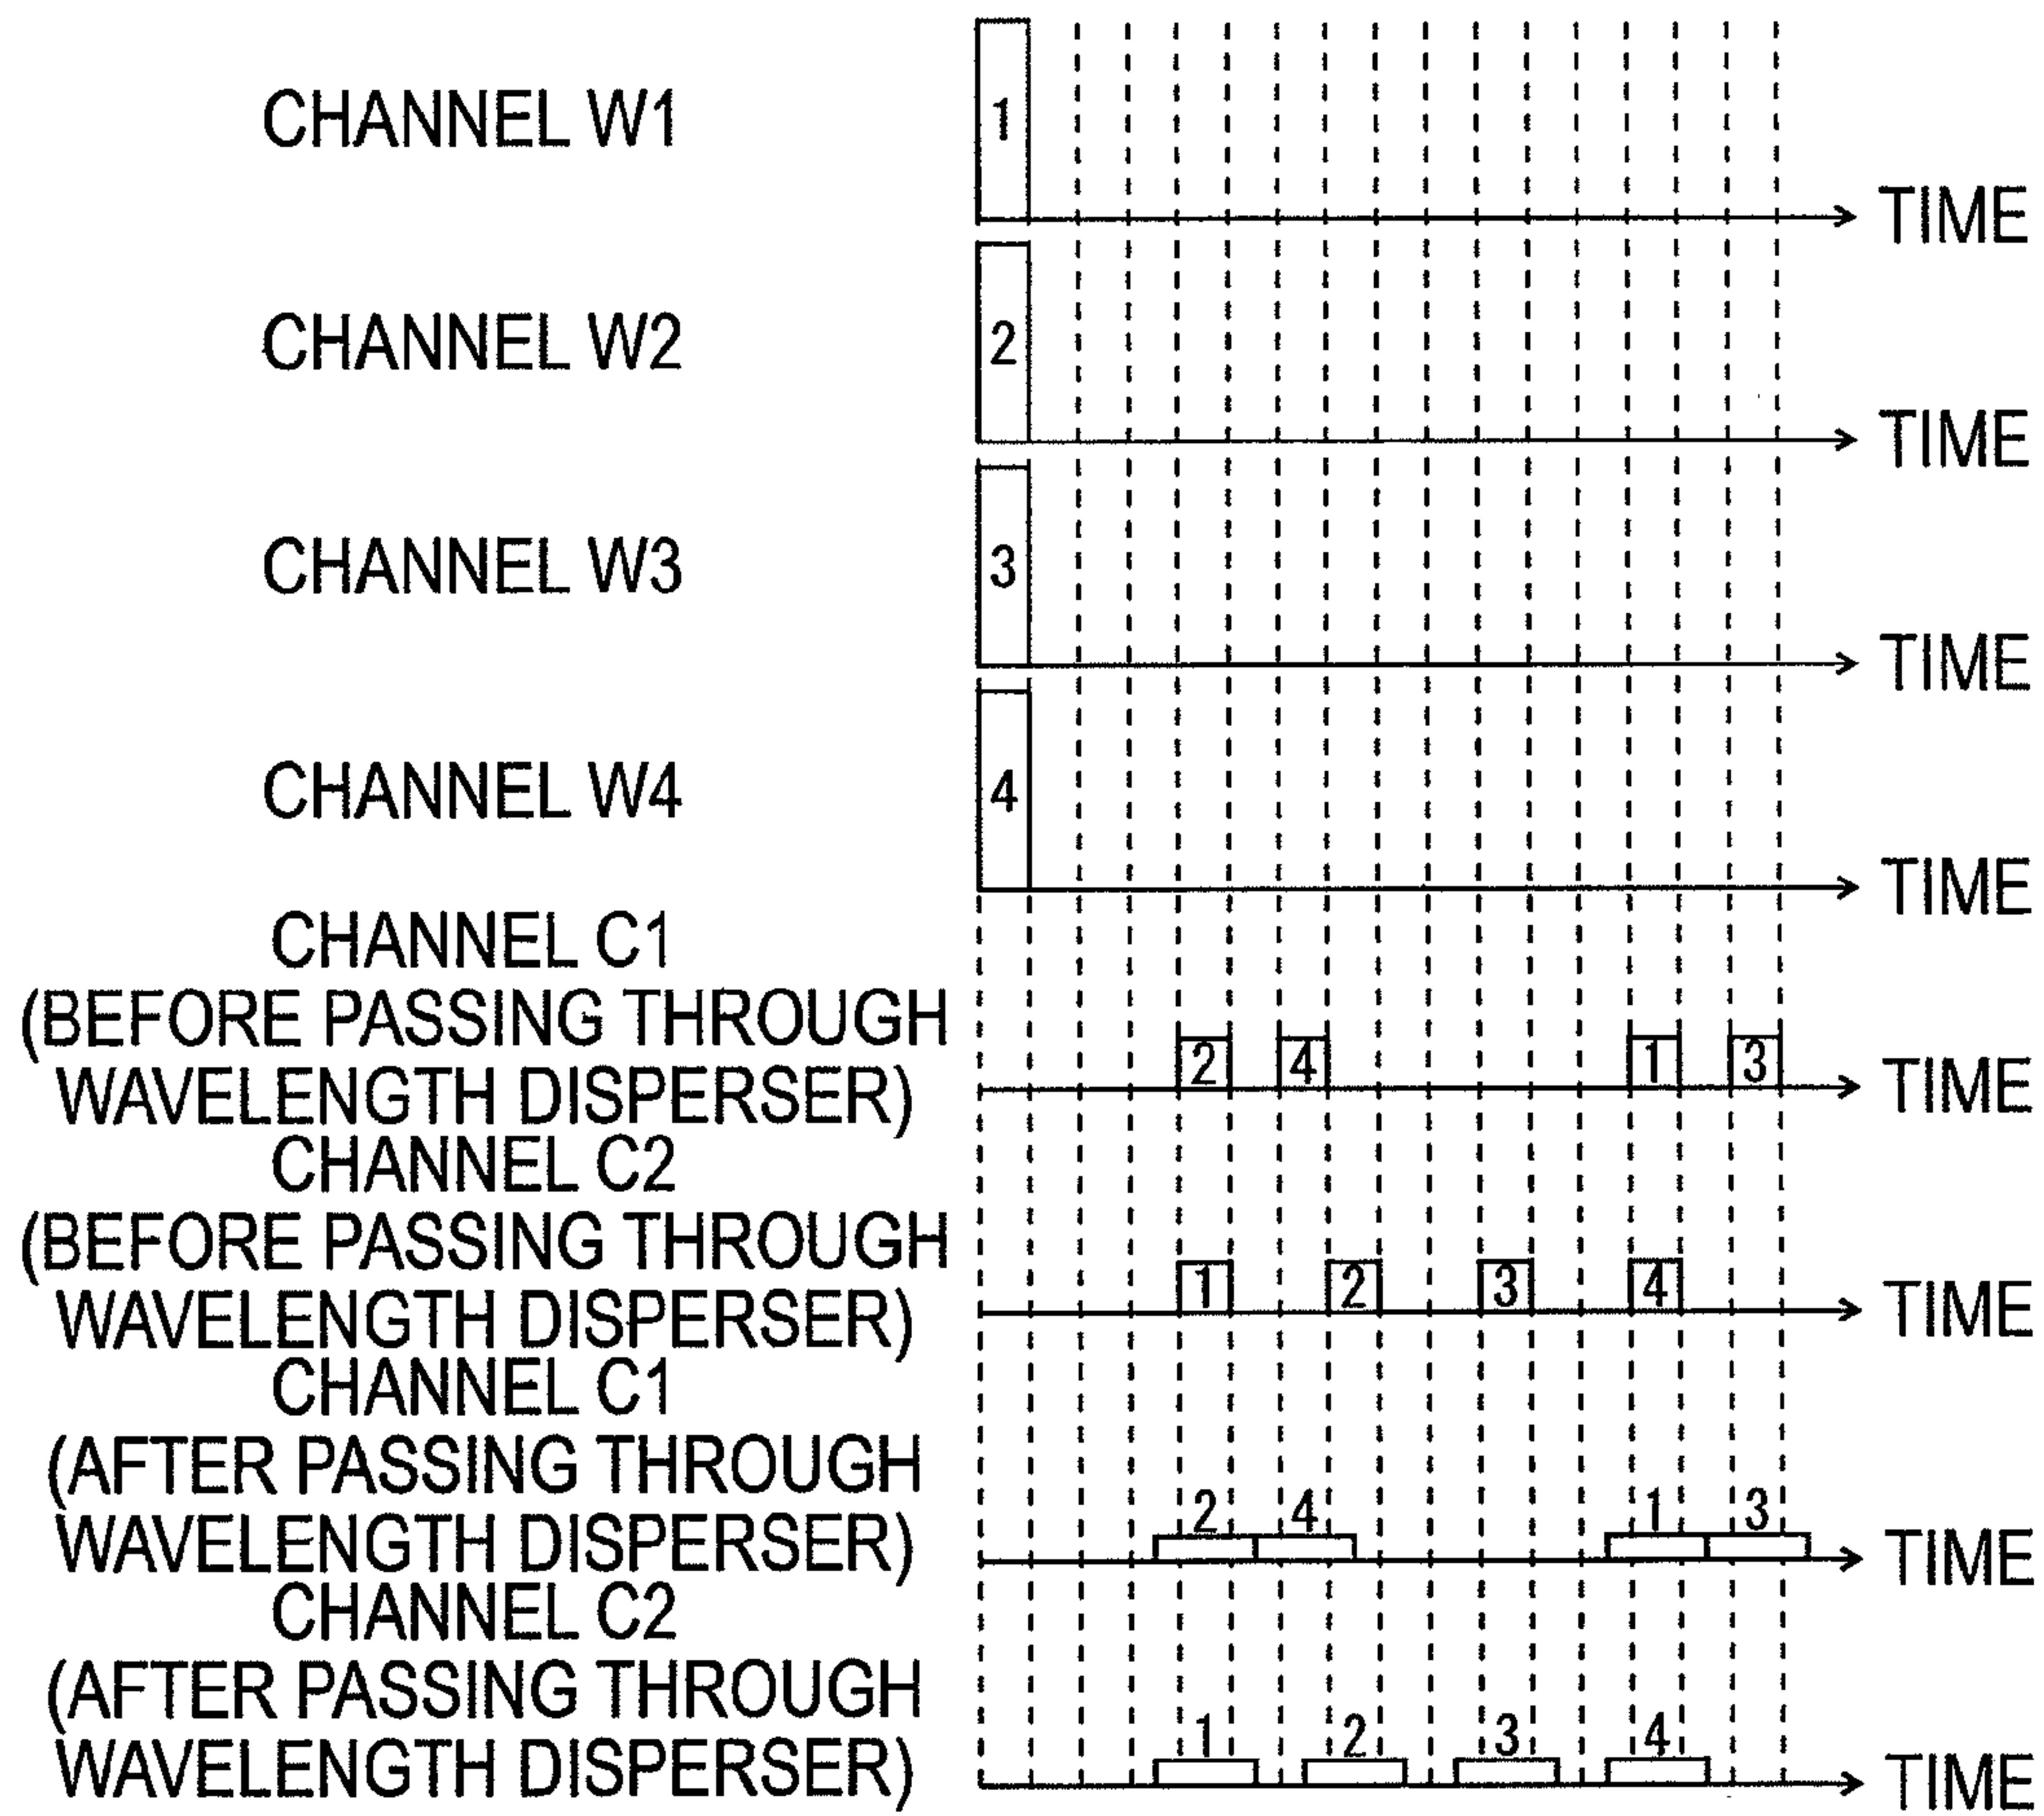 CHANNEL W1
1
TIME
CHANNEL W2
2
TIME
CHANNEL W3
3
TIME
CHANNEL W4
4
TIME
CHANNEL C1
(BEFORE PASSING THROUGH
WAVELENGTH DISPERSER)
2 4 1 3
TIME
CHANNEL C2
(BEFORE PASSING THROUGH
WAVELENGTH DISPERSER)
1 2 3 4
TIME
CHANNEL C1
(AFTER PASSING THROUGH
WAVELENGTH DISPERSER)
2 4 1 3
TIME
CHANNEL C2
(AFTER PASSING THROUGH
WAVELENGTH DISPERSER)
1 2 3 4
TIME